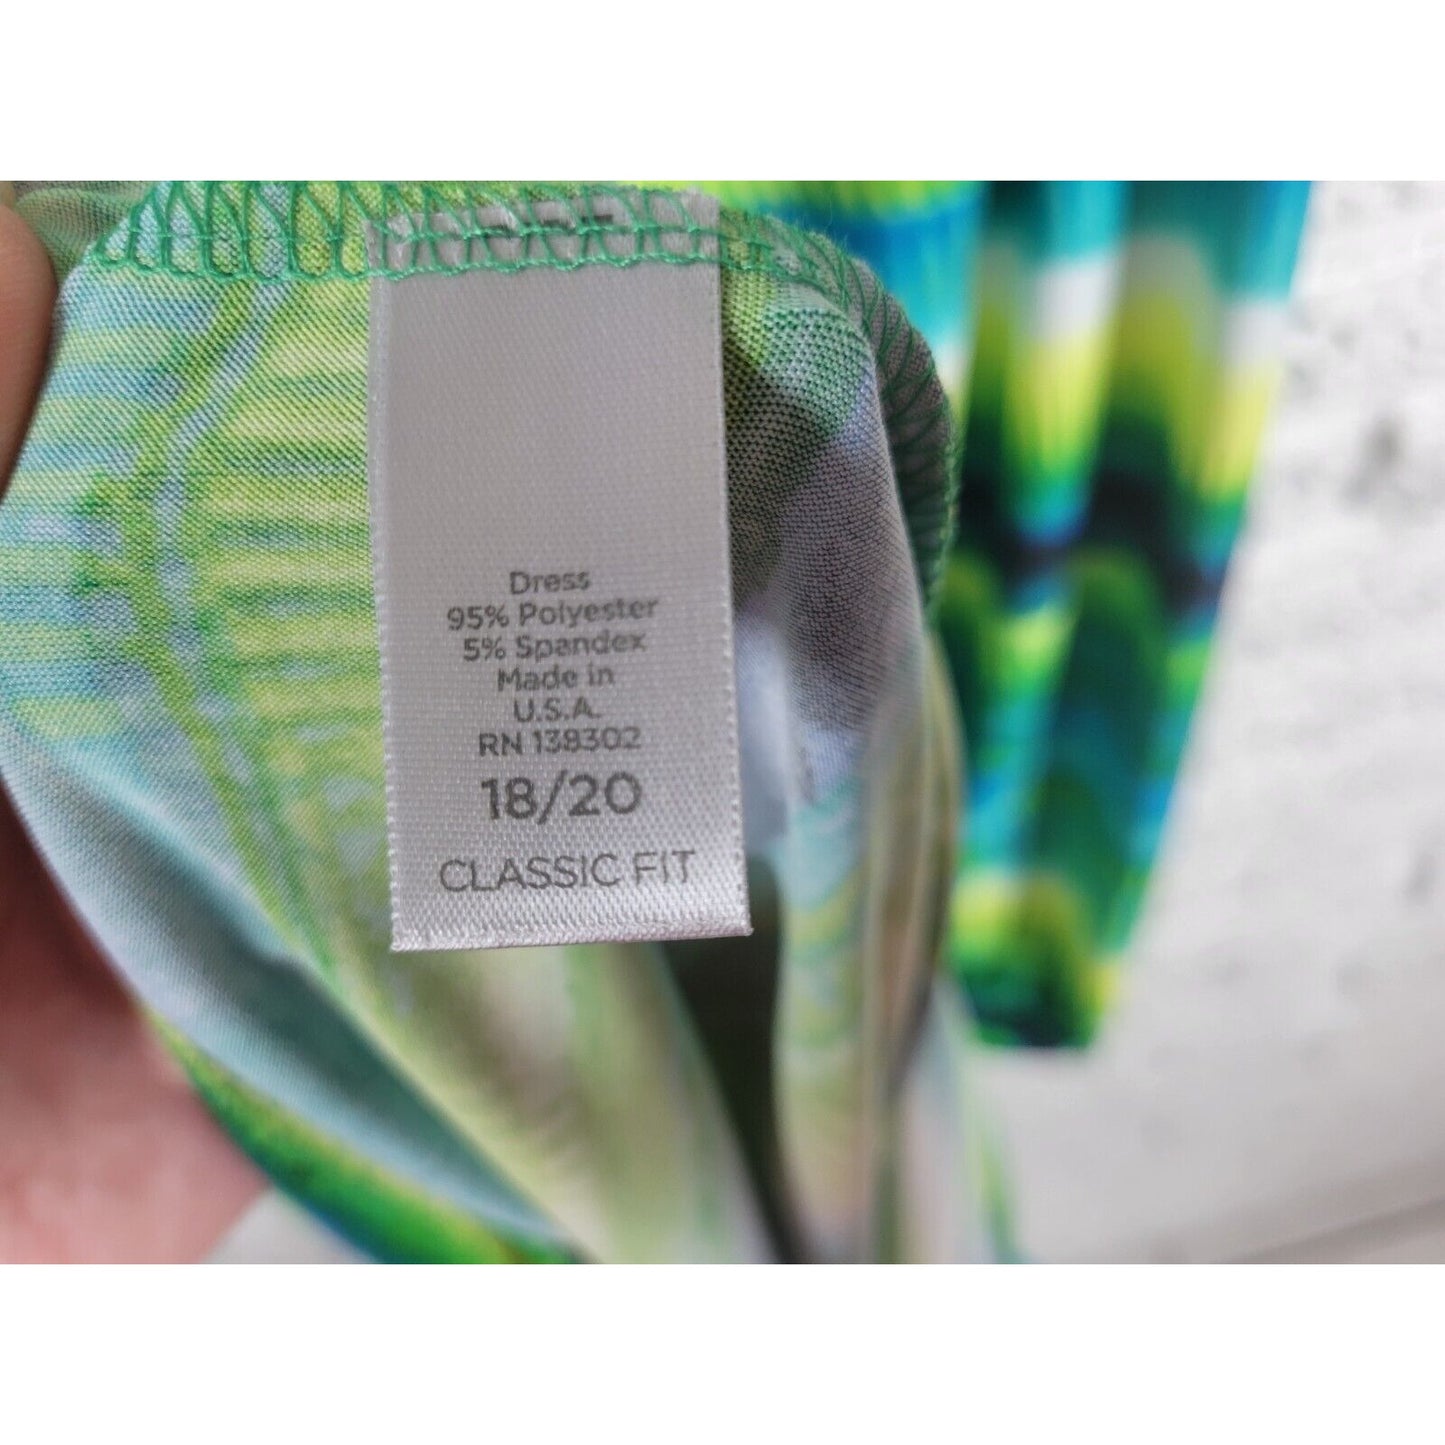 Dress
95% Polyester
5% Spandex
Made in
U.S.A.
RN 138302
18/20
CLASSIC FIT